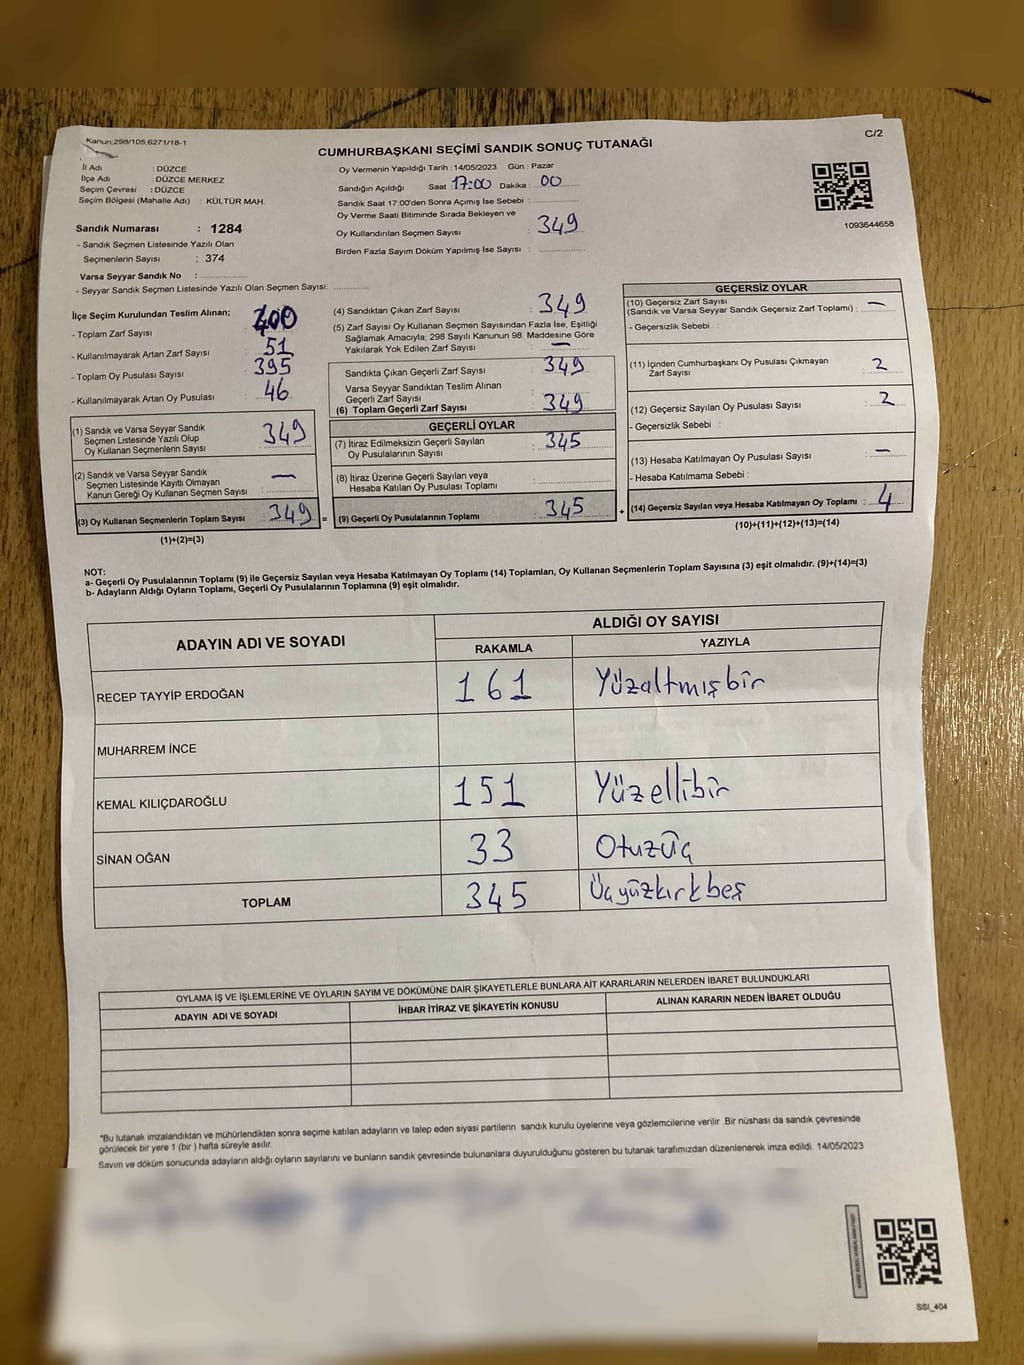 Kanun:298/105,6271/18-1
C/2
CUMHURBAŞKANI SEÇİMİ SANDIK SONUÇ TUTANAĞI
İl Adı : DÜZCE
İlçe Adı : DÜZCE MERKEZ
Seçim Çevresi : DÜZCE
Seçim Bölgesi (Mahalle Adı) : KÜLTÜR MAH.
Sandık Numarası : 1284
- Sandık Seçmen Listesinde Yazılı Olan
Seçmenlerin Sayısı : 374
Varsa Seyyar Sandık No :
- Seyyar Sandık Seçmen Listesinde Yazılı Olan Seçmen Sayısı:
Oy Vermenin Yapıldığı Tarih : 14/05/2023 Gün : Pazar
Sandığın Açıldığı Saat 17:00 Dakika : 00
Sandık Saat 17:00'den Sonra Açımış İse Sebebi :
Oy Verme Saati Bitiminde Sırada Bekleyen ve
Oy Kullandırılan Seçmen Sayısı : 349
Birden Fazla Sayım Döküm Yapılmış İse Sayısı :
1093644658
İlçe Seçim Kurulundan Teslim Alınan;
- Toplam Zarf Sayısı : 400
- Kullanılmayarak Artan Zarf Sayısı : 51
- Toplam Oy Pusulası Sayısı : 395
- Kullanılmayarak Artan Oy Pusulası : 46
(1) Sandık ve Varsa Seyyar Sandık
Seçmen Listesinde Yazılı Olup
Oy Kullanan Seçmenlerin Sayısı : 349
(2) Sandık ve Varsa Seyyar Sandık
Seçmen Listesinde Kayıtlı Olmayan
Kanun Gereği Oy Kullanan Seçmen Sayısı : —
(3) Oy Kullanan Seçmenlerin Toplam Sayısı : 349 =
(1)+(2)=(3)
(4) Sandıktan Çıkan Zarf Sayısı : 349
(5) Zarf Sayısı Oy Kullanan Seçmen Sayısından Fazla İse, Eşitliği
Sağlamak Amacıyla, 298 Sayılı Kanunun 98. Maddesine Göre
Yakılarak Yok Edilen Zarf Sayısı : —
Sandıkta Çıkan Geçerli Zarf Sayısı : 349
Varsa Seyyar Sandıktan Teslim Alınan
Geçerli Zarf Sayısı :
(6) Toplam Geçerli Zarf Sayısı : 349
GEÇERLİ OYLAR
(7) İtiraz Edilmeksizin Geçerli Sayılan
Oy Pusulalarının Sayısı : 345
(8) İtiraz Üzerine Geçerli Sayılan veya
Hesaba Katılan Oy Pusulası Toplamı :
(9) Geçerli Oy Pusulalarının Toplamı : 345 +
GEÇERSİZ OYLAR
(10) Geçersiz Zarf Sayısı
(Sandık ve Varsa Seyyar Sandık Geçersiz Zarf Toplamı) : —
- Geçersizlik Sebebi :
(11) İçinden Cumhurbaşkanı Oy Pusulası Çıkmayan
Zarf Sayısı : 2
(12) Geçersiz Sayılan Oy Pusulası Sayısı : 2
- Geçersizlik Sebebi :
(13) Hesaba Katılmayan Oy Pusulası Sayısı : —
- Hesaba Katılmama Sebebi :
(14) Geçersiz Sayılan veya Hesaba Katılmayan Oy Toplamı : 4
(10)+(11)+(12)+(13)=(14)
NOT:
a- Geçerli Oy Pusulalarının Toplamı (9) ile Geçersiz Sayılan veya Hesaba Katılmayan Oy Toplamı (14) Toplamları, Oy Kullanan Seçmenlerin Toplam Sayısına (3) eşit olmalıdır. (9)+(14)=(3)
b- Adayların Aldığı Oyların Toplamı, Geçerli Oy Pusulalarının Toplamına (9) eşit olmalıdır.
ADAYIN ADI VE SOYADI
ALDIĞI OY SAYISI
RAKAMLA YAZIYLA
RECEP TAYYİP ERDOĞAN 161 Yüzaltmışbir
MUHARREM İNCE
KEMAL KILIÇDAROĞLU 151 Yüzellibir
SİNAN OĞAN 33 Otuzüç
TOPLAM 345 Üçyüzkırkbeş
OYLAMA İŞ VE İŞLEMLERİNE VE OYLARIN SAYIM VE DÖKÜMÜNE DAİR ŞİKAYETLERLE BUNLARA AİT KARARLARIN NELERDEN İBARET BULUNDUKLARI
ADAYIN ADI VE SOYADI İHBAR İTİRAZ VE ŞİKAYETİN KONUSU ALINAN KARARIN NEDEN İBARET OLDUĞU
*Bu tutanak imzalandıktan ve mühürlendikten sonra seçime katılan adayların ve talep eden siyasi partilerin sandık kurulu üyelerine veya gözlemcilerine verilir. Bir nüshası da sandık çevresinde
görülecek bir yere 1 (bir ) hafta süreyle asılır.
Sayım ve döküm sonucunda adayların aldığı oyların sayılarını ve bunların sandık çevresinde bulunanlara duyurulduğunu gösteren bu tutanak tarafımızdan düzenlenerek imza edildi. 14/05/2023
SSI_404